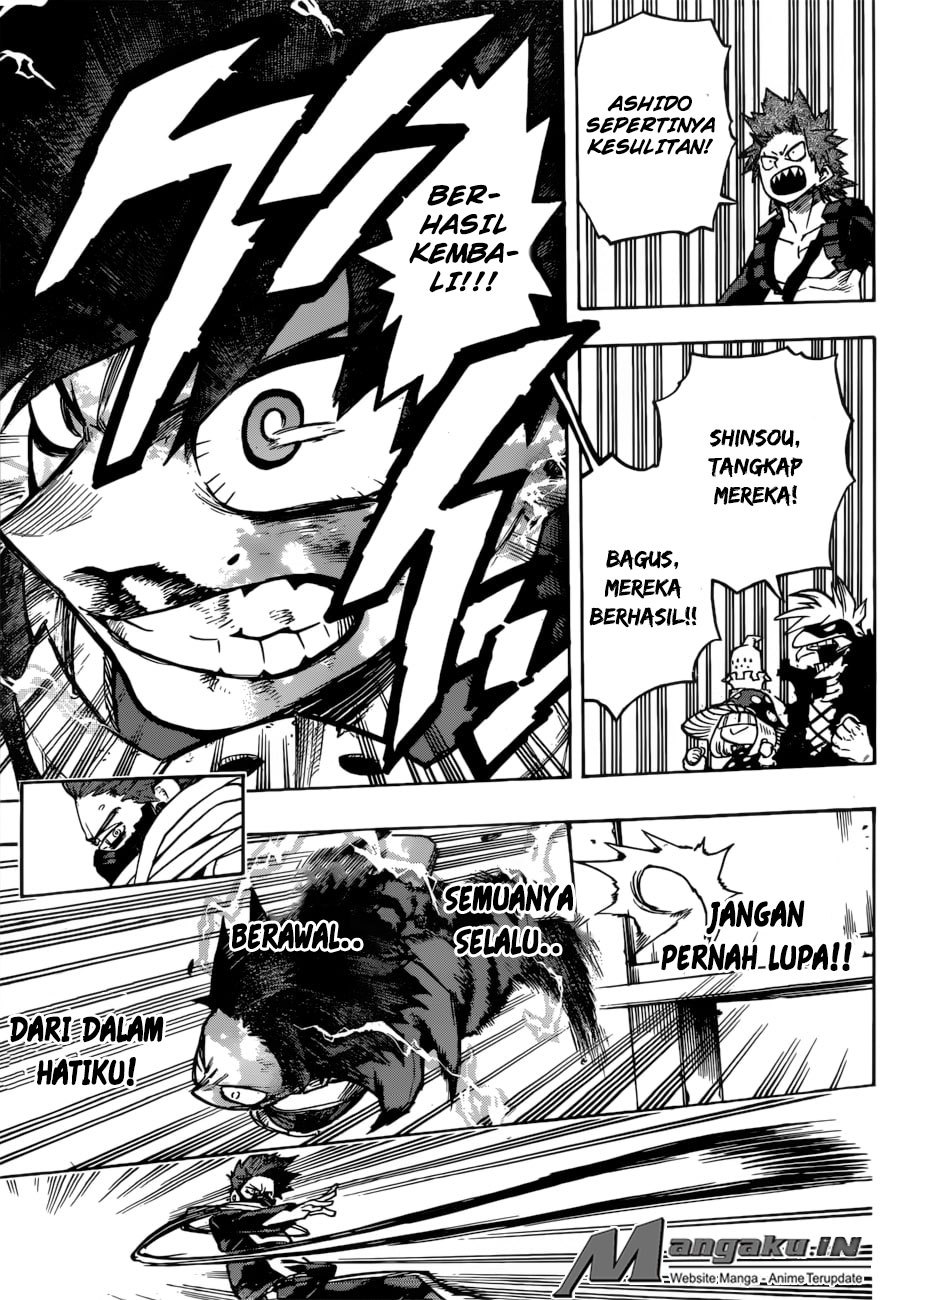 ASHIDO
SEPERTINYA
KESULITAN!
SHINSOU,
TANGKAP
MEREKA!
BAGUS,
MEREKA
BERHASIL!!
BER-
HASIL
KEMBA-
LI!!!
JANGAN
PERNAH LUPA!!
SEMUANYA
SELALU..
BERAWAL..
DARI DALAM
HATIKU!
Mangaku.iN
Website Manga - Anime Terupdate